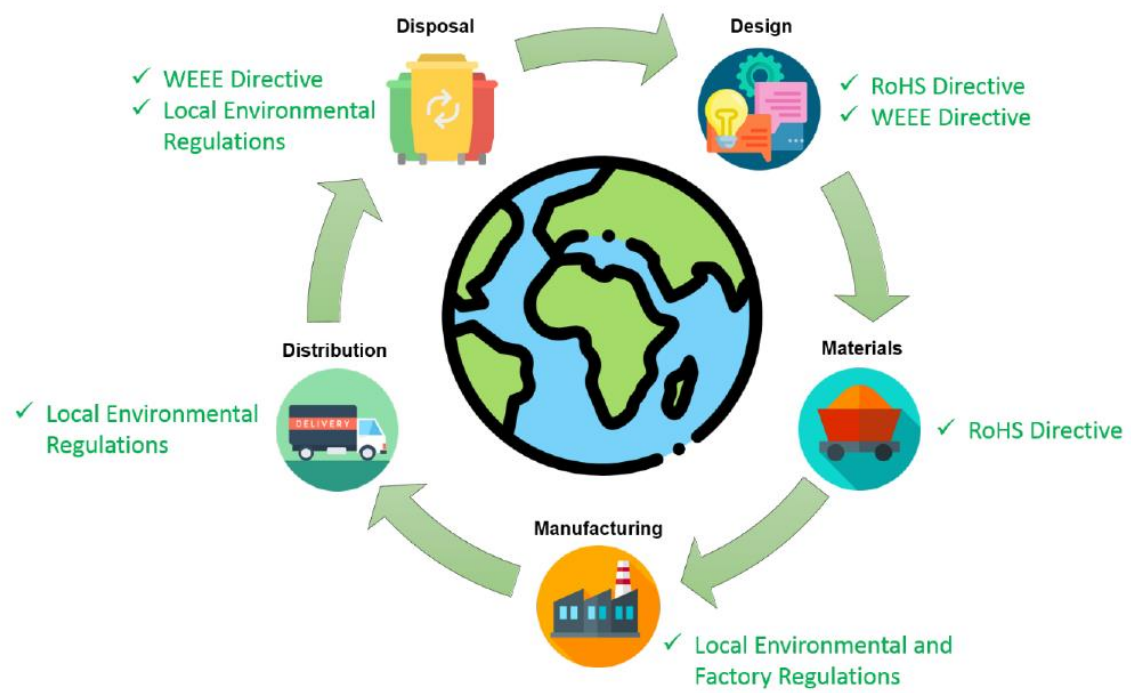 Disposal
WEEE Directive
Local Environmental
Regulations
Design
RoHS Directive
WEEE Directive
Materials
RoHS Directive
Manufacturing
Local Environmental and
Factory Regulations
Distribution
DELIVERY
Local Environmental
Regulations